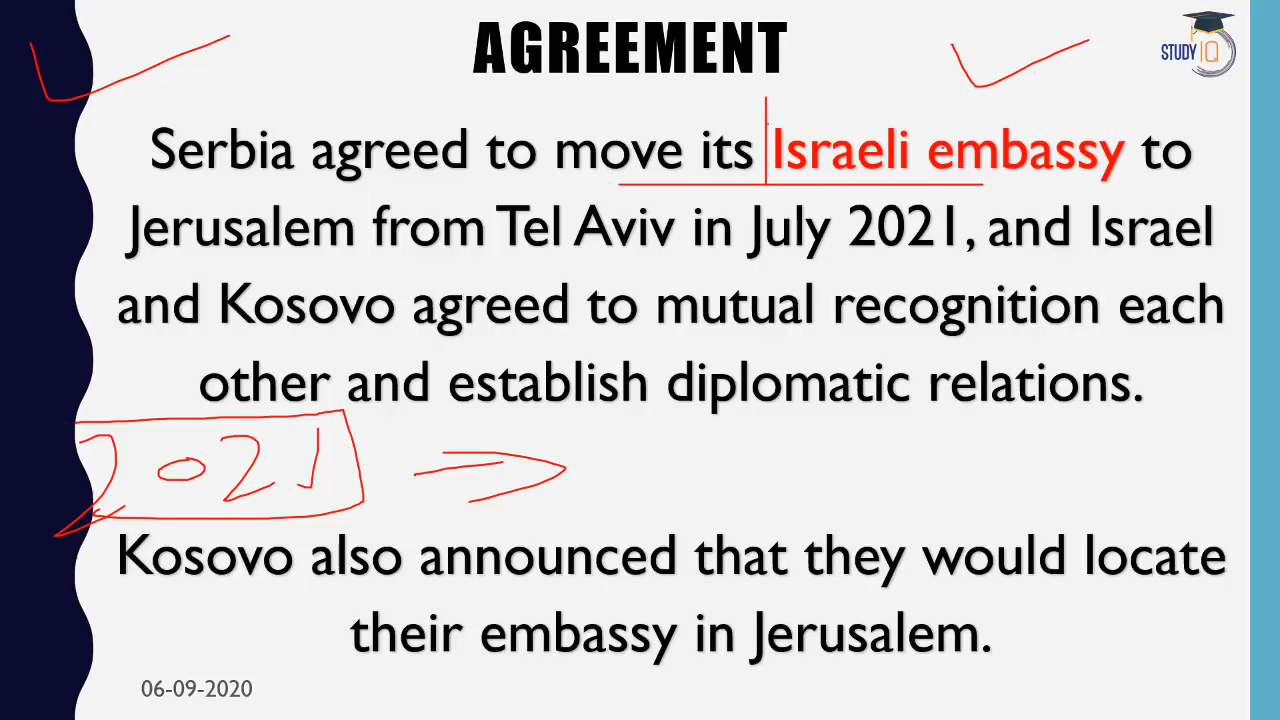 AGREEMENT
STUDY IQ
Serbia agreed to move its Israeli embassy to
Jerusalem from Tel Aviv in July 2021, and Israel
and Kosovo agreed to mutual recognition each
other and establish diplomatic relations.
2021
Kosovo also announced that they would locate
their embassy in Jerusalem.
06-09-2020